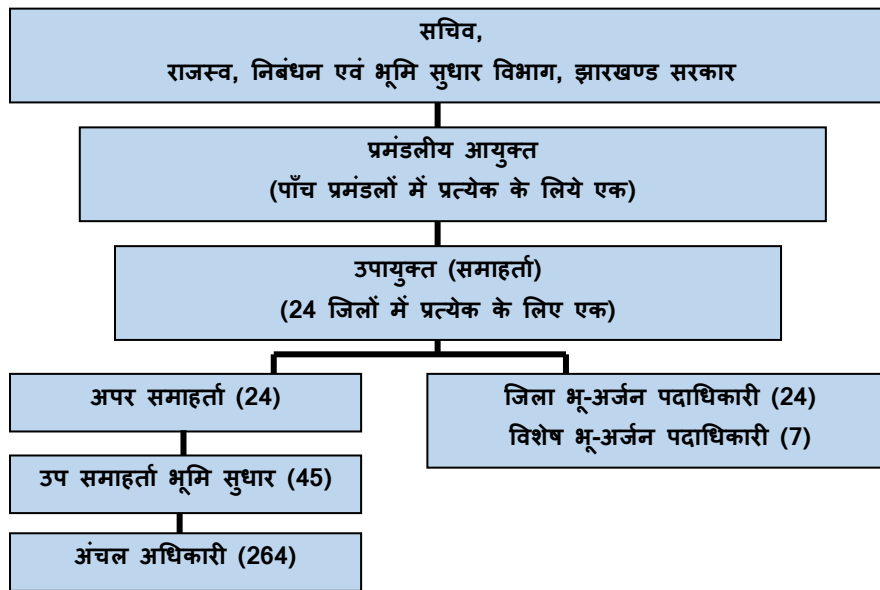 सचिव,
राजस्व, निबंधन एवं भूमि सुधार विभाग, झारखण्ड सरकार
प्रमंडलीय आयुक्त
(पाँच प्रमंडलों में प्रत्येक के लिये एक)
उपायुक्त (समाहर्ता)
(24 जिलों में प्रत्येक के लिए एक)
अपर समाहर्ता (24)
जिला भू-अर्जन पदाधिकारी (24)
विशेष भू-अर्जन पदाधिकारी (7)
उप समाहर्ता भूमि सुधार (45)
अंचल अधिकारी (264)